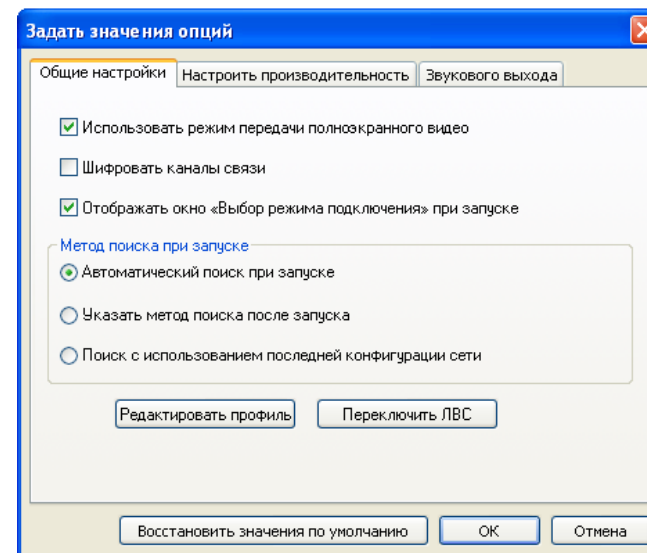 Задать значения опций
Общие настройки Настроить производительность Звукового выхода
Использовать режим передачи полноэкранного видео
Шифровать каналы связи
Отображать окно «Выбор режима подключения» при запуске
Метод поиска при запуске
Автоматический поиск при запуске
Указать метод поиска после запуска
Поиск с использованием последней конфигурации сети
Редактировать профиль Переключить ЛВС
Восстановить значения по умолчанию ОК Отмена